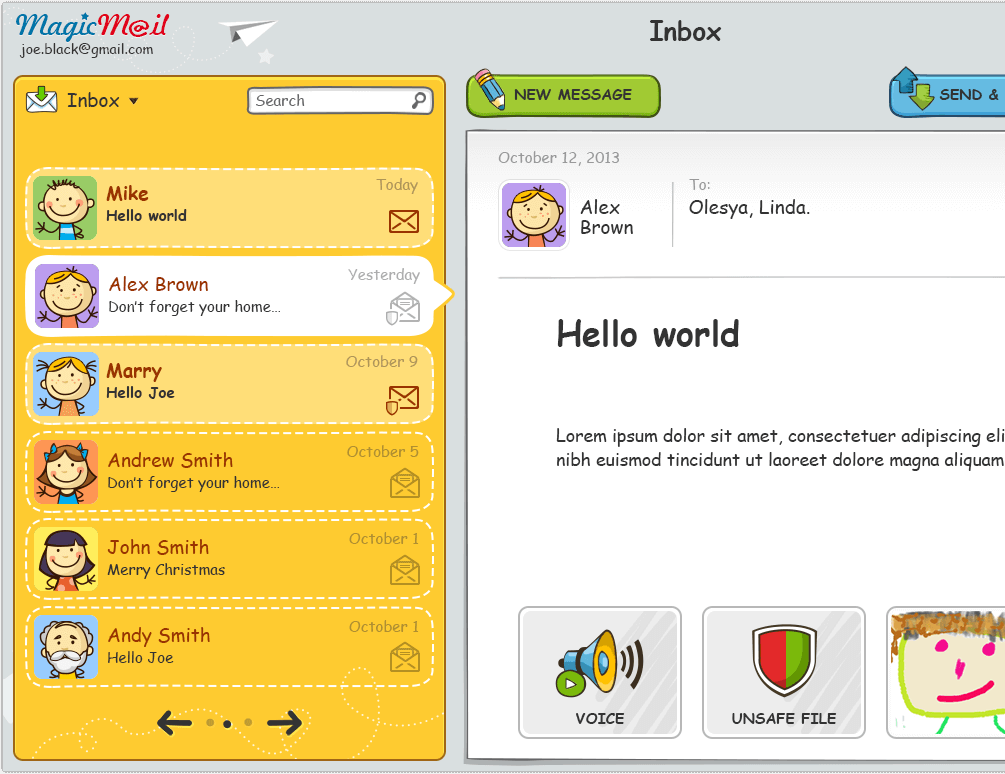 MagicM@il
joe.black@gmail.com
Inbox
Search
Today
Mike
Hello world
Yesterday
Alex Brown
Don't forget your home...
October 9
Marry
Hello Joe
October 5
Andrew Smith
Don't forget your home...
October 1
John Smith
Merry Christmas
October 1
Andy Smith
Hello Joe
Inbox
NEW MESSAGE
SEND &
October 12, 2013
Alex
Brown
To:
Olesya, Linda.
Hello world
Lorem ipsum dolor sit amet, consectetuer adipiscing eli
nibh euismod tincidunt ut laoreet dolore magna aliquam
VOICE
UNSAFE FILE